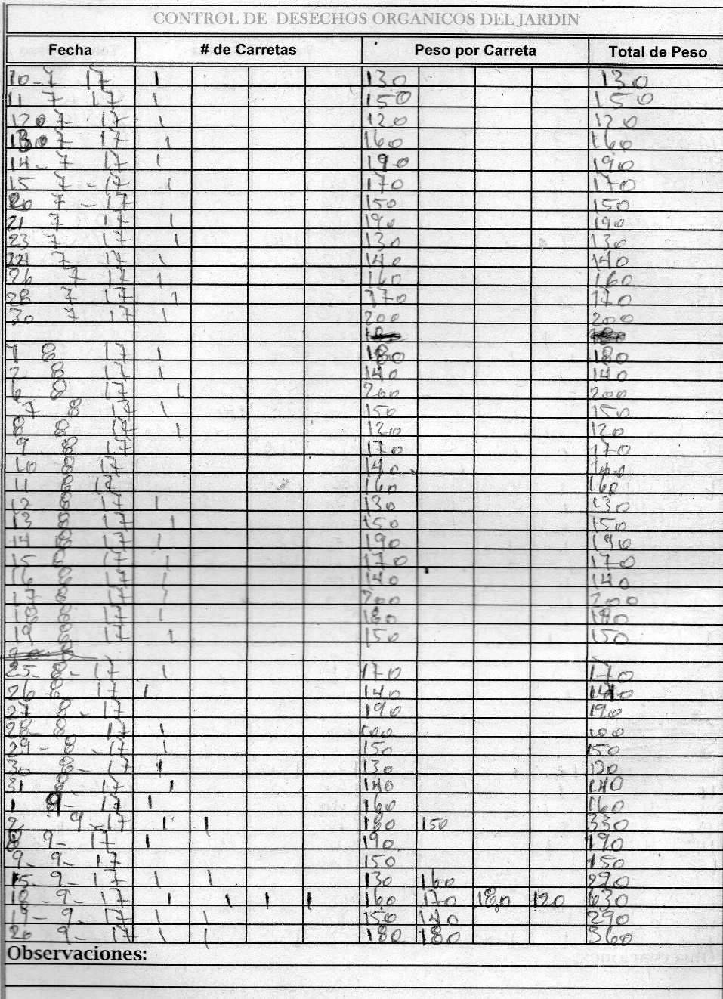 CONTROL DE DESECHOS ORGANICOS DEL JARDIN
Fecha # de Carretas Peso por Carreta Total de Peso
10-7 17 1 130 130
11 7 17 1 150 150
12 7 17 1 120 120
13 7 17 1 160 160
14-7 17 1 190 190
15 7-17 1 170 170
20 7-17 150 150
21 7 17 1 190 190
23 7 17 1 130 130
24 7 17 1 140 140
26 7 17 1 160 160
28 7 17 1 170 170
30 7 17 1 200 200
1 8 17 1 180 180
2 8 17 1 140 140
6 8 17 1 200 200
7 8 17 1 150 150
8 8 17 1 120 120
9 8 17 170 170
10 8 17 140 140
11 8 17 160 160
12 8 17 1 130 130
13 8 17 1 150 150
14 8 17 1 190 190
15 8 17 1 170 170
16 8 17 1 140 140
17 8 17 1 200 200
18 8 17 1 180 180
19 8 17 1 150 150
25-8-17 1 170 170
26-8 17 1 140 140
27 8-17 190 190
28-8 17 1
29-8-17 1 150 150
30 8-17 1 130 130
31 8-17 1 140 140
1 9-17 1 160 160
2 9-17 1 1 180 150 330
8 9-17 1 190 190
9-9-17 150 150
15-9-17 1 1 130 160 290
18-9-17 1 1 1 1 160 170 180 120 630
19-9-17 1 1 150 140 290
20 9-17 1 1 180 180 360
Observaciones: